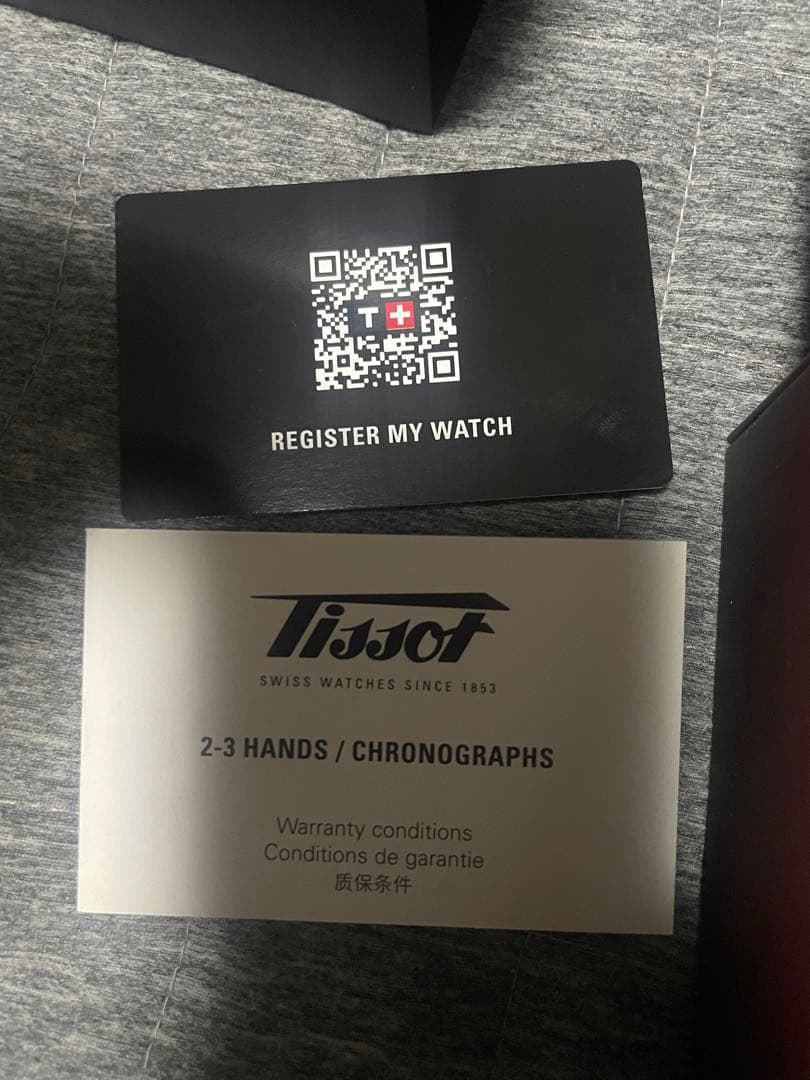 T
REGISTER MY WATCH
Tissot
SWISS WATCHES SINCE 1853
2-3 HANDS / CHRONOGRAPHS
Warranty conditions
Conditions de garantie
质保条件